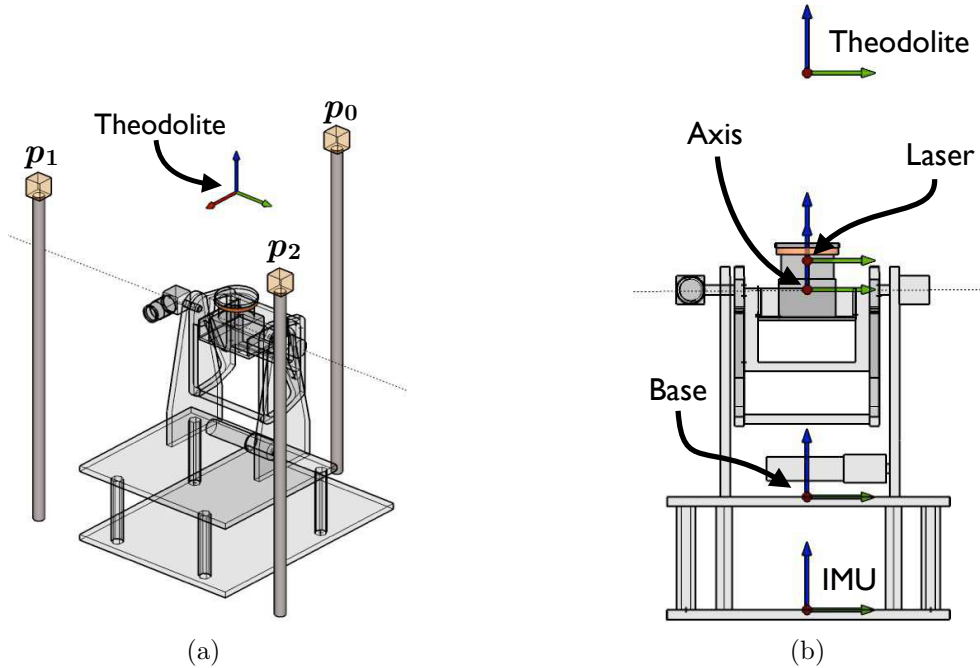 Theodolite
p0
p1
p2
(a)
Theodolite
Axis
Laser
Base
IMU
(b)